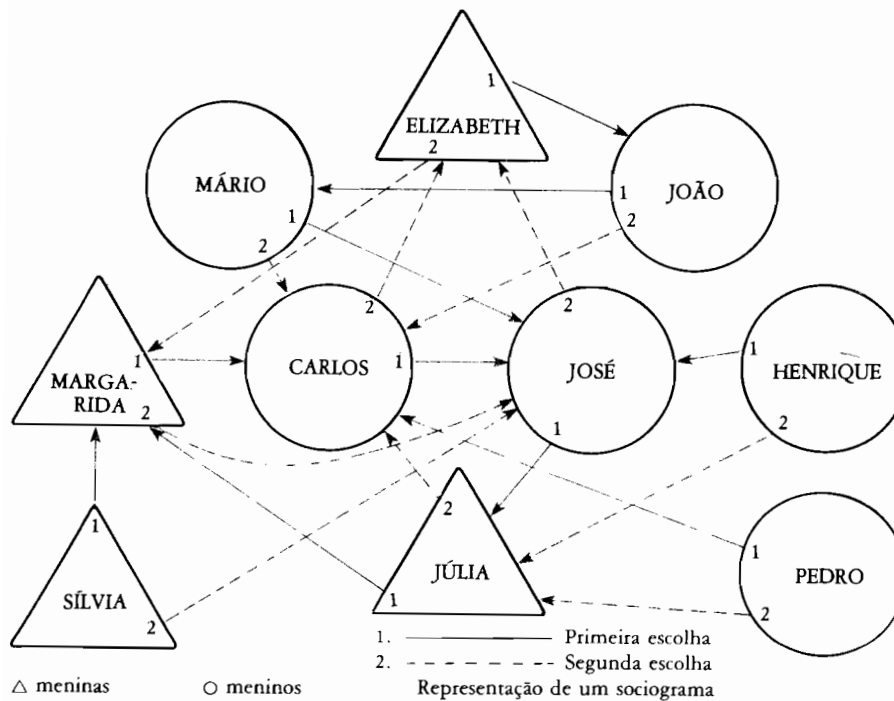 1
ELIZABETH
2
MÁRIO
1
2
1
JOÃO
2
1
MARGA-
RIDA
2
2
CARLOS
1
2
JOSÉ
1
1
HENRIQUE
2
1
SÍLVIA
2
2
JÚLIA
1
1
PEDRO
2
1. Primeira escolha
2. Segunda escolha
△ meninas ○ meninos Representação de um sociograma